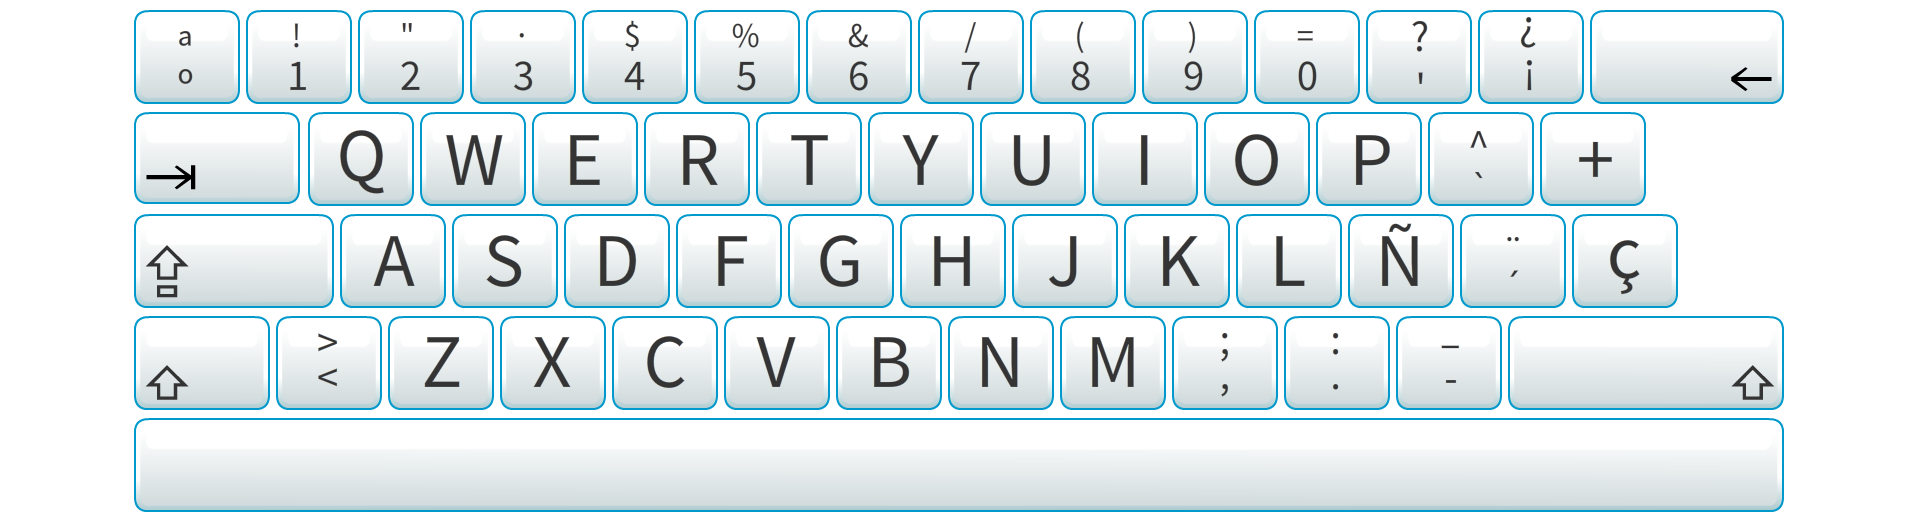 a ! " · $ % & / ( ) = ? ¿
o 1 2 3 4 5 6 7 8 9 0 ' ¡
Q W E R T Y U I O P ^ +
`
A S D F G H J K L Ñ ¨ ç
´
> Z X C V B N M ; : _
< , . -